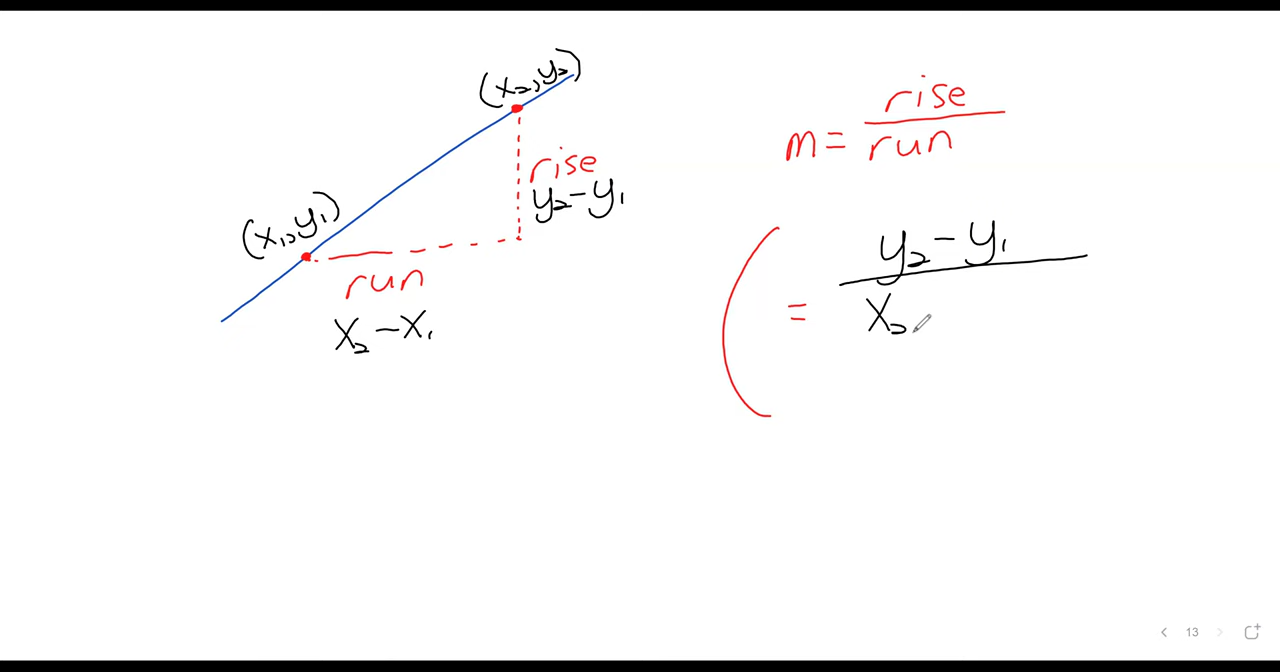 (x₂, y₂)
(x₁, y₁)
rise
y₂ - y₁
run
x₂ - x₁
m = rise/run
= (y₂ - y₁)/x₂
13